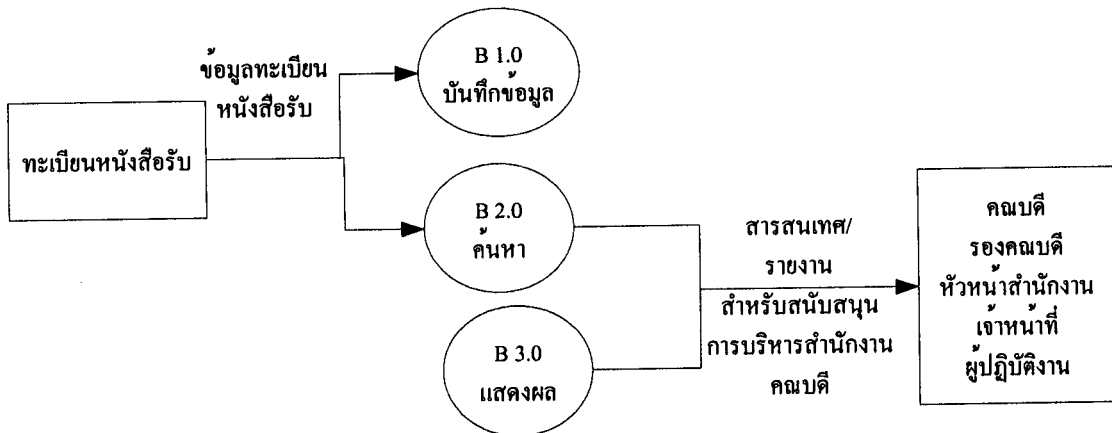 ทะเบียนหนังสือรับ
ข้อมูลทะเบียน
หนังสือรับ
B 1.0
บันทึกข้อมูล
B 2.0
ค้นหา
B 3.0
แสดงผล
สารสนเทศ/
รายงาน
สำหรับสนับสนุน
การบริหารสำนักงาน
คณบดี
คณบดี
รองคณบดี
หัวหน้าสำนักงาน
เจ้าหน้าที่
ผู้ปฏิบัติงาน